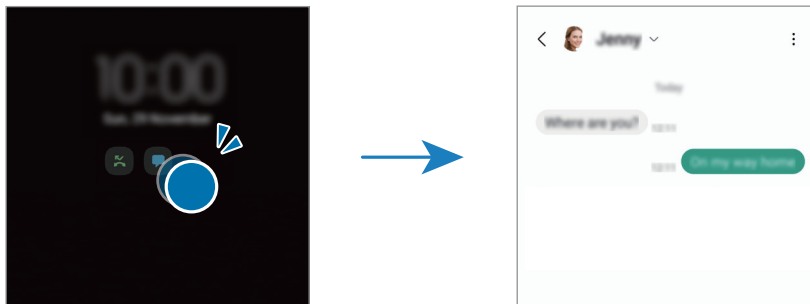 10:00
Sun, 29 November
Jenny
Today
Where are you?
12:11
On my way home
12:11